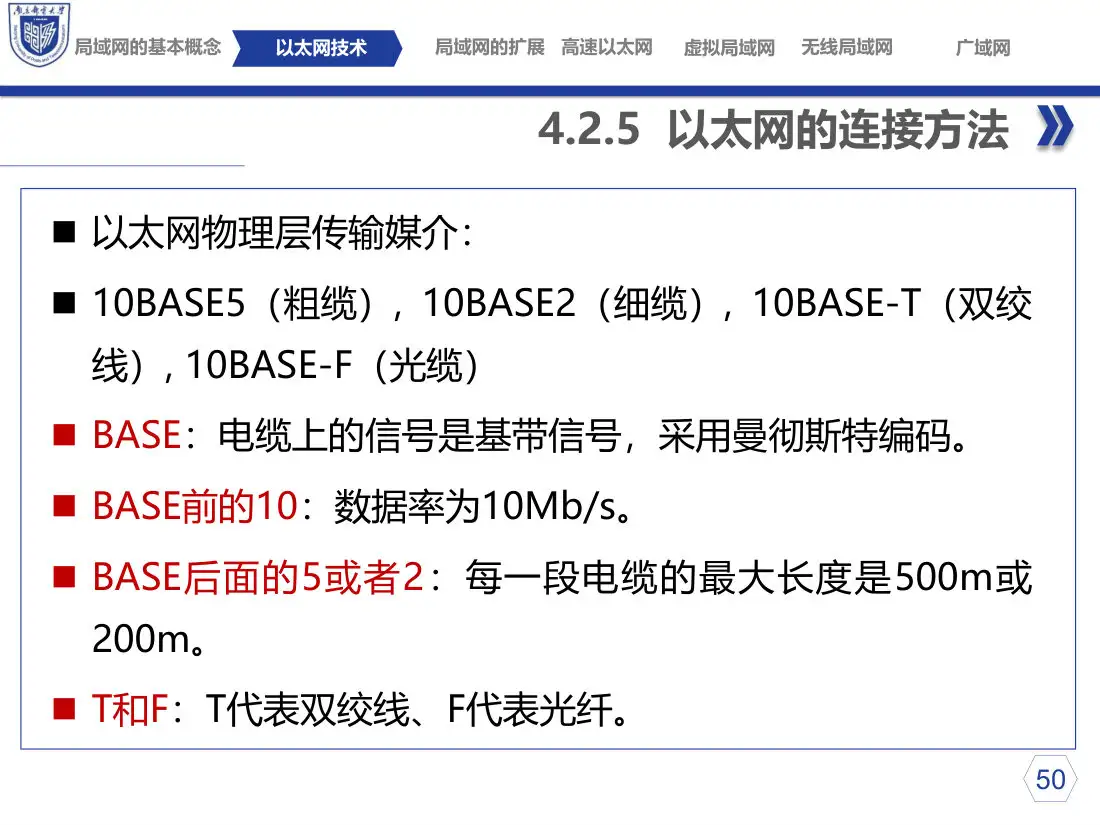 南京邮电大学
局域网的基本概念 以太网技术 局域网的扩展 高速以太网 虚拟局域网 无线局域网 广域网
4.2.5 以太网的连接方法
以太网物理层传输媒介：
10BASE5（粗缆）, 10BASE2（细缆）, 10BASE-T（双绞
线）, 10BASE-F（光缆）
BASE：电缆上的信号是基带信号，采用曼彻斯特编码。
BASE前的10：数据率为10Mb/s。
BASE后面的5或者2：每一段电缆的最大长度是500m或
200m。
T和F：T代表双绞线、F代表光纤。
50